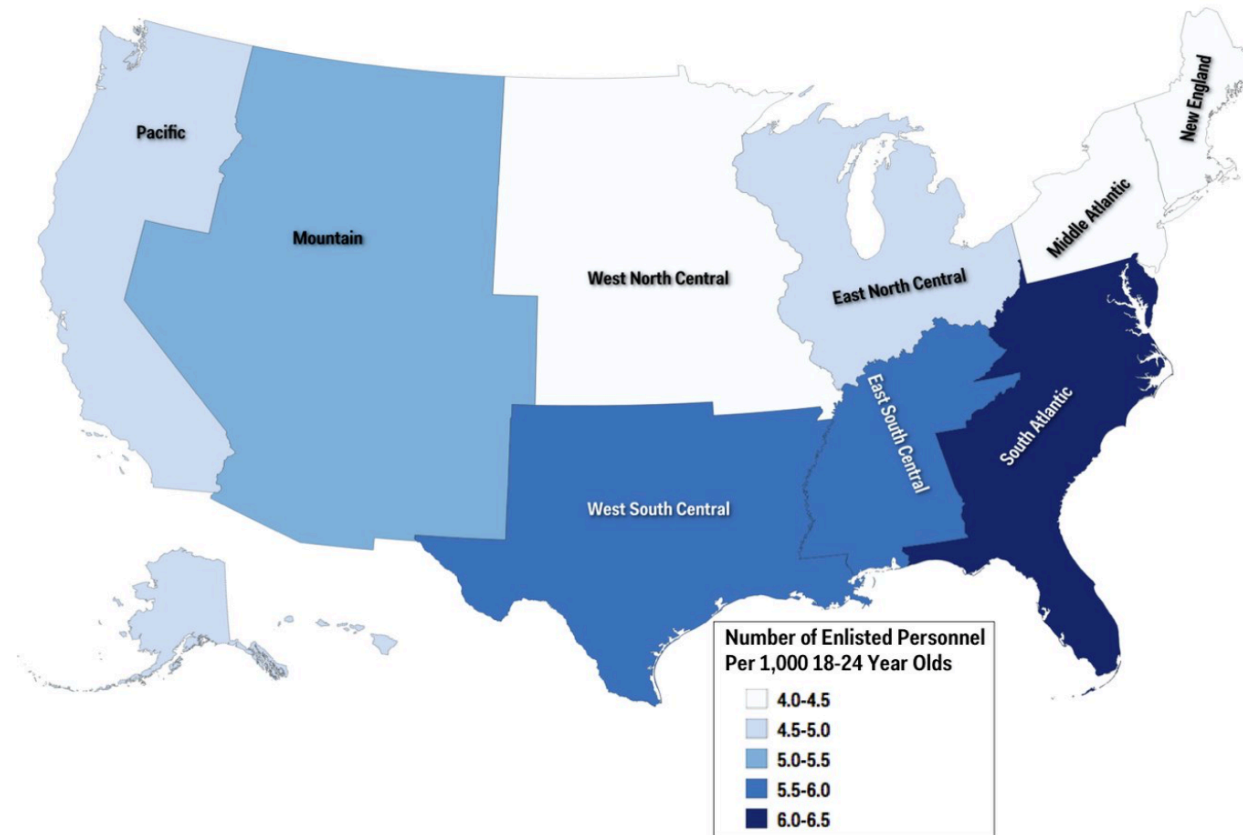 New England
Pacific
Middle Atlantic
Mountain
West North Central
East North Central
East South Central
South Atlantic
West South Central
Number of Enlisted Personnel
Per 1,000 18-24 Year Olds
4.0-4.5
4.5-5.0
5.0-5.5
5.5-6.0
6.0-6.5